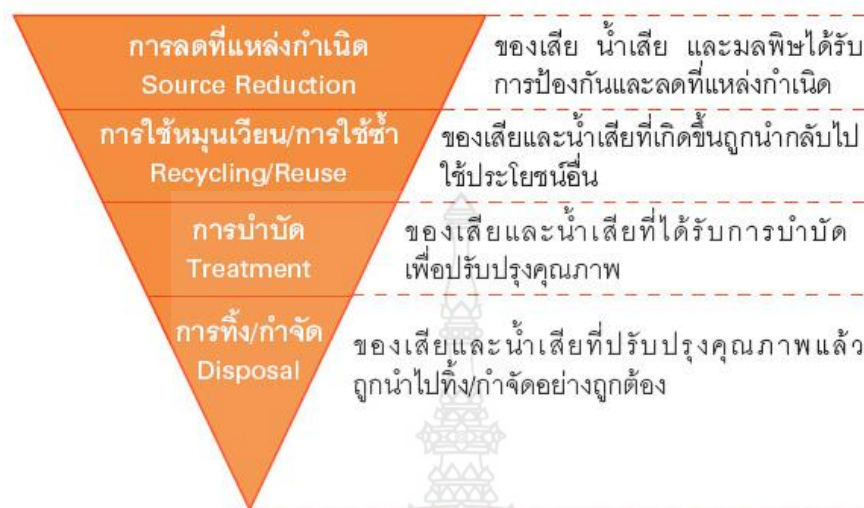 การลดที่แหล่งกำเนิด
Source Reduction
ของเสีย น้ำเสีย และมลพิษได้รับ
การป้องกันและลดที่แหล่งกำเนิด
การใช้หมุนเวียน/การใช้ซ้ำ
Recycling/Reuse
ของเสียและน้ำเสียที่เกิดขึ้นถูกนำกลับไป
ใช้ประโยชน์อื่น
การบำบัด
Treatment
ของเสียและน้ำเสียที่ได้รับการบำบัด
เพื่อปรับปรุงคุณภาพ
การทิ้ง/กำจัด
Disposal
ของเสียและน้ำเสียที่ปรับปรุงคุณภาพแล้ว
ถูกนำไปทิ้ง/กำจัดอย่างถูกต้อง